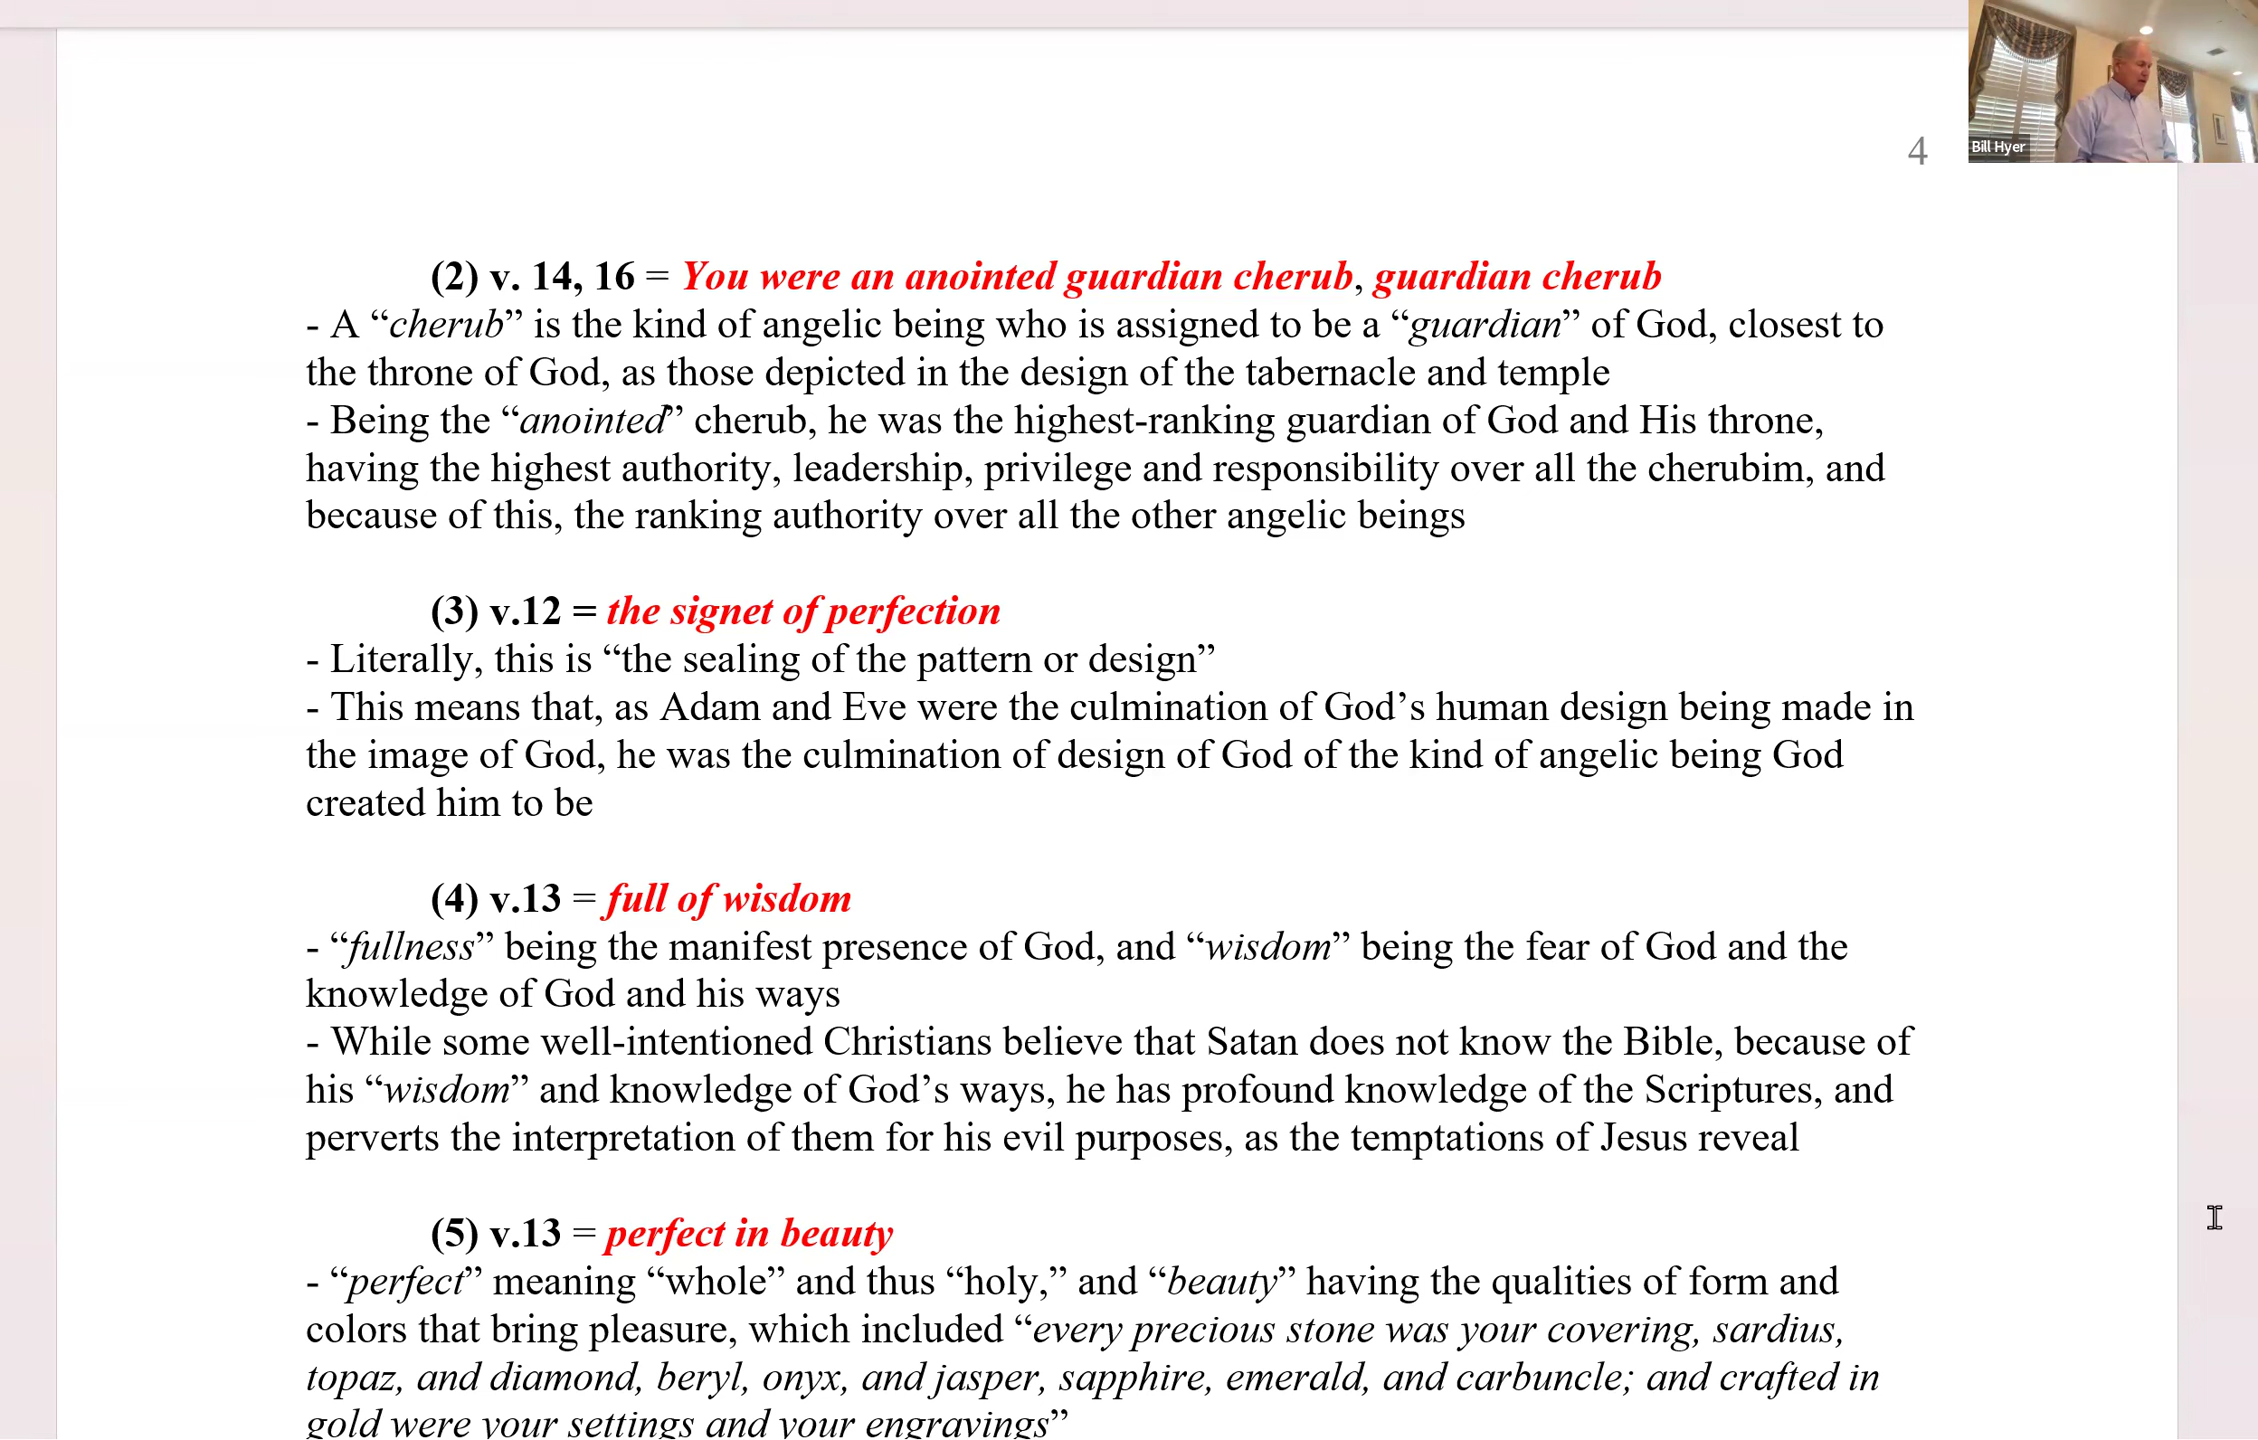 Bill Hyer
4
(2) v. 14, 16 = You were an anointed guardian cherub, guardian cherub
- A “cherub” is the kind of angelic being who is assigned to be a “guardian” of God, closest to
the throne of God, as those depicted in the design of the tabernacle and temple
- Being the “anointed” cherub, he was the highest-ranking guardian of God and His throne,
having the highest authority, leadership, privilege and responsibility over all the cherubim, and
because of this, the ranking authority over all the other angelic beings
(3) v.12 = the signet of perfection
- Literally, this is “the sealing of the pattern or design”
- This means that, as Adam and Eve were the culmination of God’s human design being made in
the image of God, he was the culmination of design of God of the kind of angelic being God
created him to be
(4) v.13 = full of wisdom
- “fullness” being the manifest presence of God, and “wisdom” being the fear of God and the
knowledge of God and his ways
- While some well-intentioned Christians believe that Satan does not know the Bible, because of
his “wisdom” and knowledge of God’s ways, he has profound knowledge of the Scriptures, and
perverts the interpretation of them for his evil purposes, as the temptations of Jesus reveal
(5) v.13 = perfect in beauty
- “perfect” meaning “whole” and thus “holy,” and “beauty” having the qualities of form and
colors that bring pleasure, which included “every precious stone was your covering, sardius,
topaz, and diamond, beryl, onyx, and jasper, sapphire, emerald, and carbuncle; and crafted in
gold were your settings and your engravings”